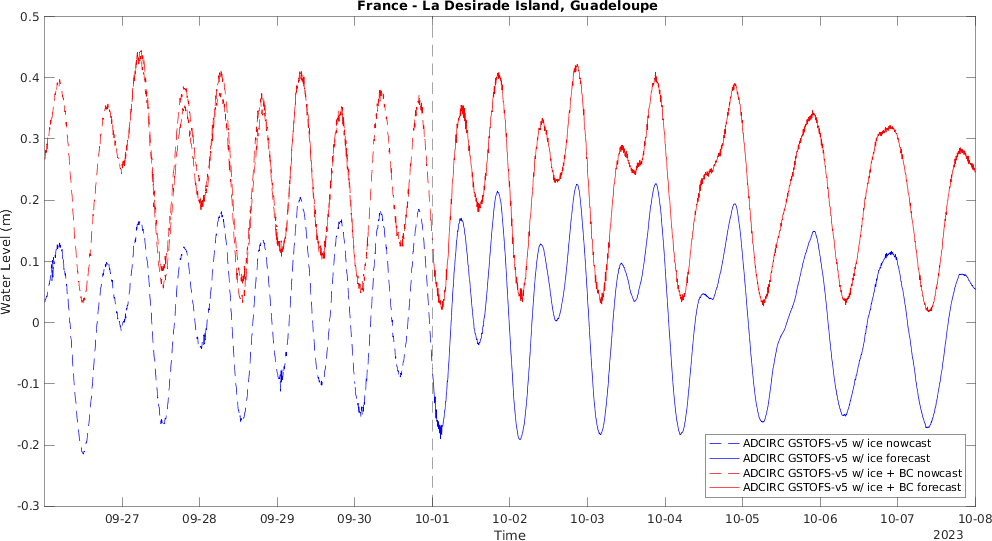 France - La Desirade Island, Guadeloupe
0.5
0.4
0.3
0.2
0.1
0
-0.1
-0.2
-0.3
Water Level (m)
09-27 09-28 09-29 09-30 10-01 10-02 10-03 10-04 10-05 10-06 10-07 10-08
Time
2023
ADCIRC GSTOFS-v5 w/ ice nowcast
ADCIRC GSTOFS-v5 w/ ice forecast
ADCIRC GSTOFS-v5 w/ ice + BC nowcast
ADCIRC GSTOFS-v5 w/ ice + BC forecast